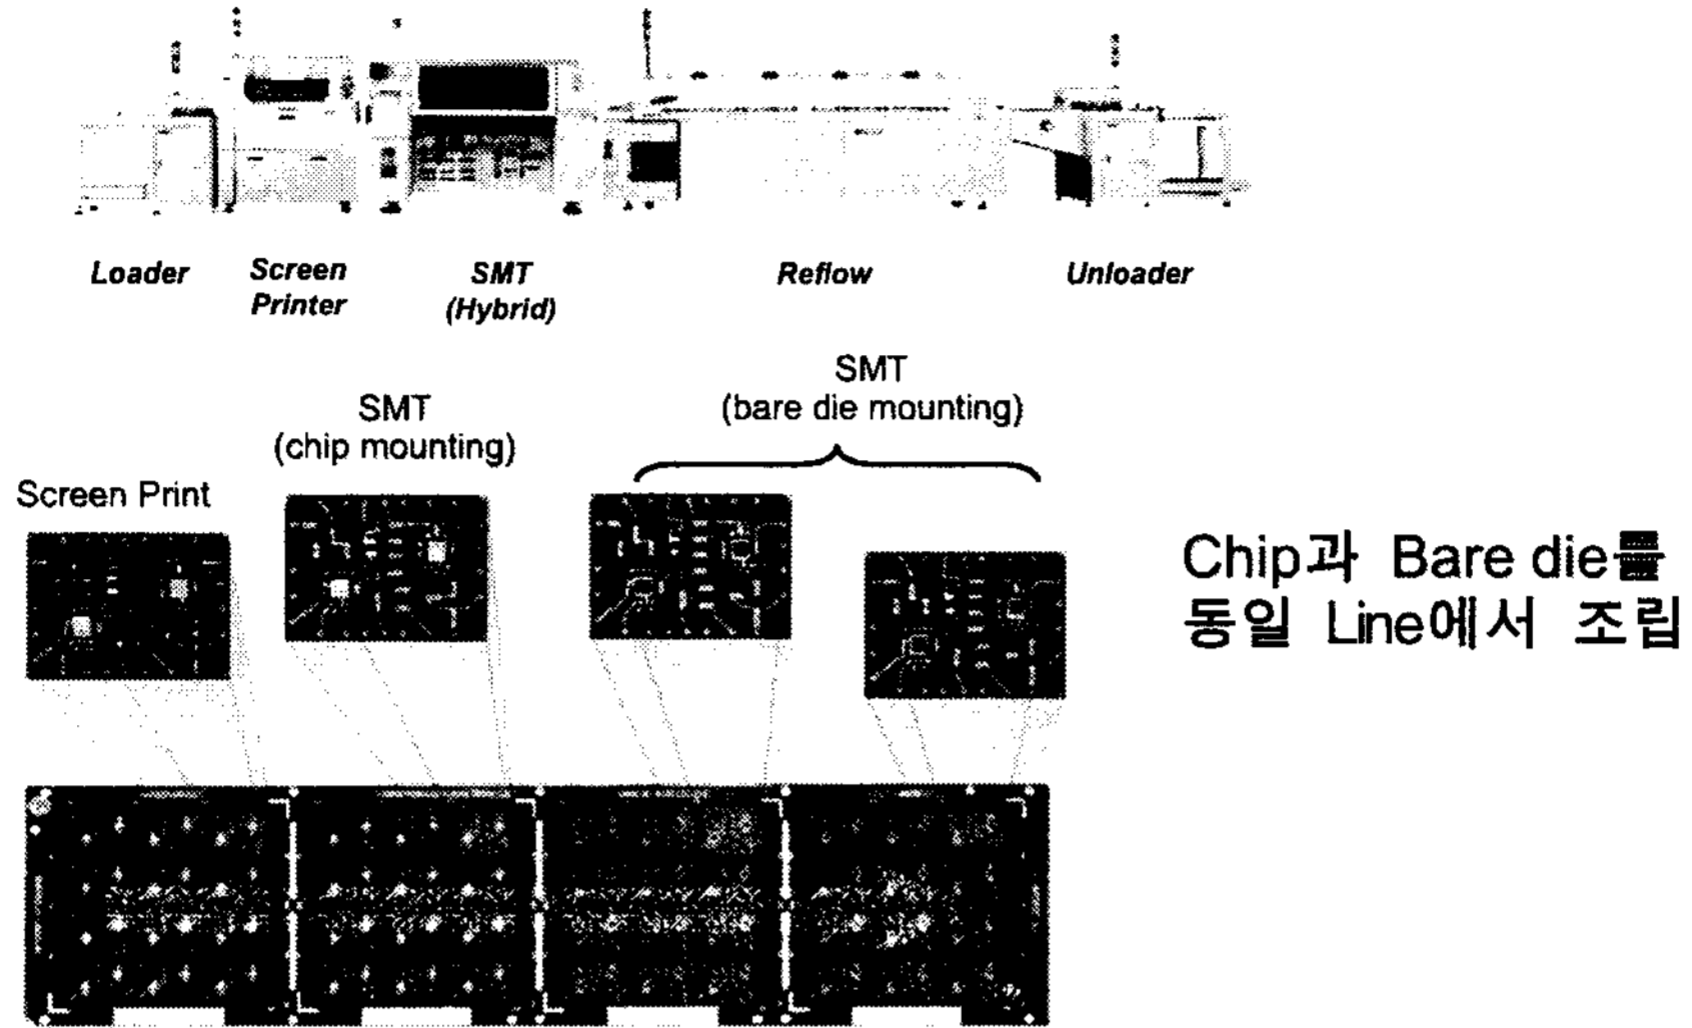 Loader
Screen
Printer
SMT
(Hybrid)
Reflow
Unloader
SMT
(chip mounting)
SMT
(bare die mounting)
Screen Print
Chip과 Bare die를
동일 Line에서 조립